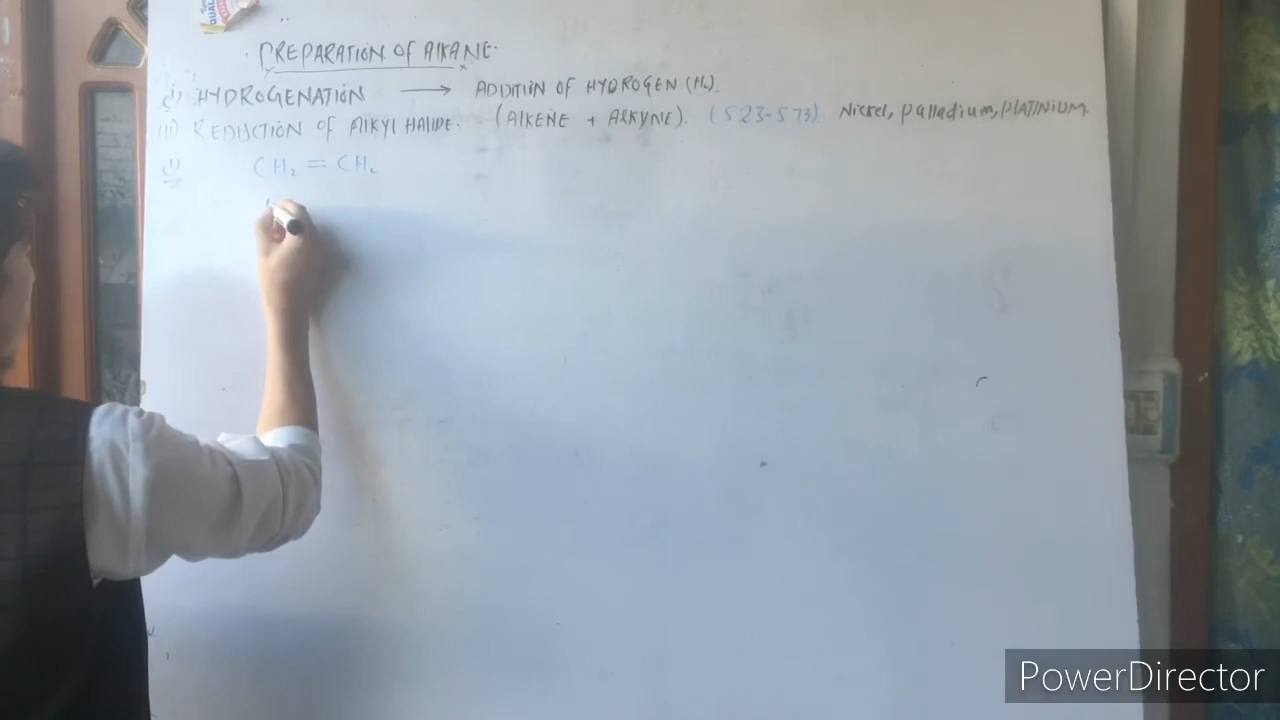 PREPARATION OF AlKANE.
(i) HYDROGENATION → ADDITION OF HYDROGEN (H₂).
(II) REDUCTION OF AlKYl HALIDE. (AlKENE + AlKYNE). (523-573) Nickel, palladium, PLATINIUM
(i) CH₂ = CH₂
PowerDirector